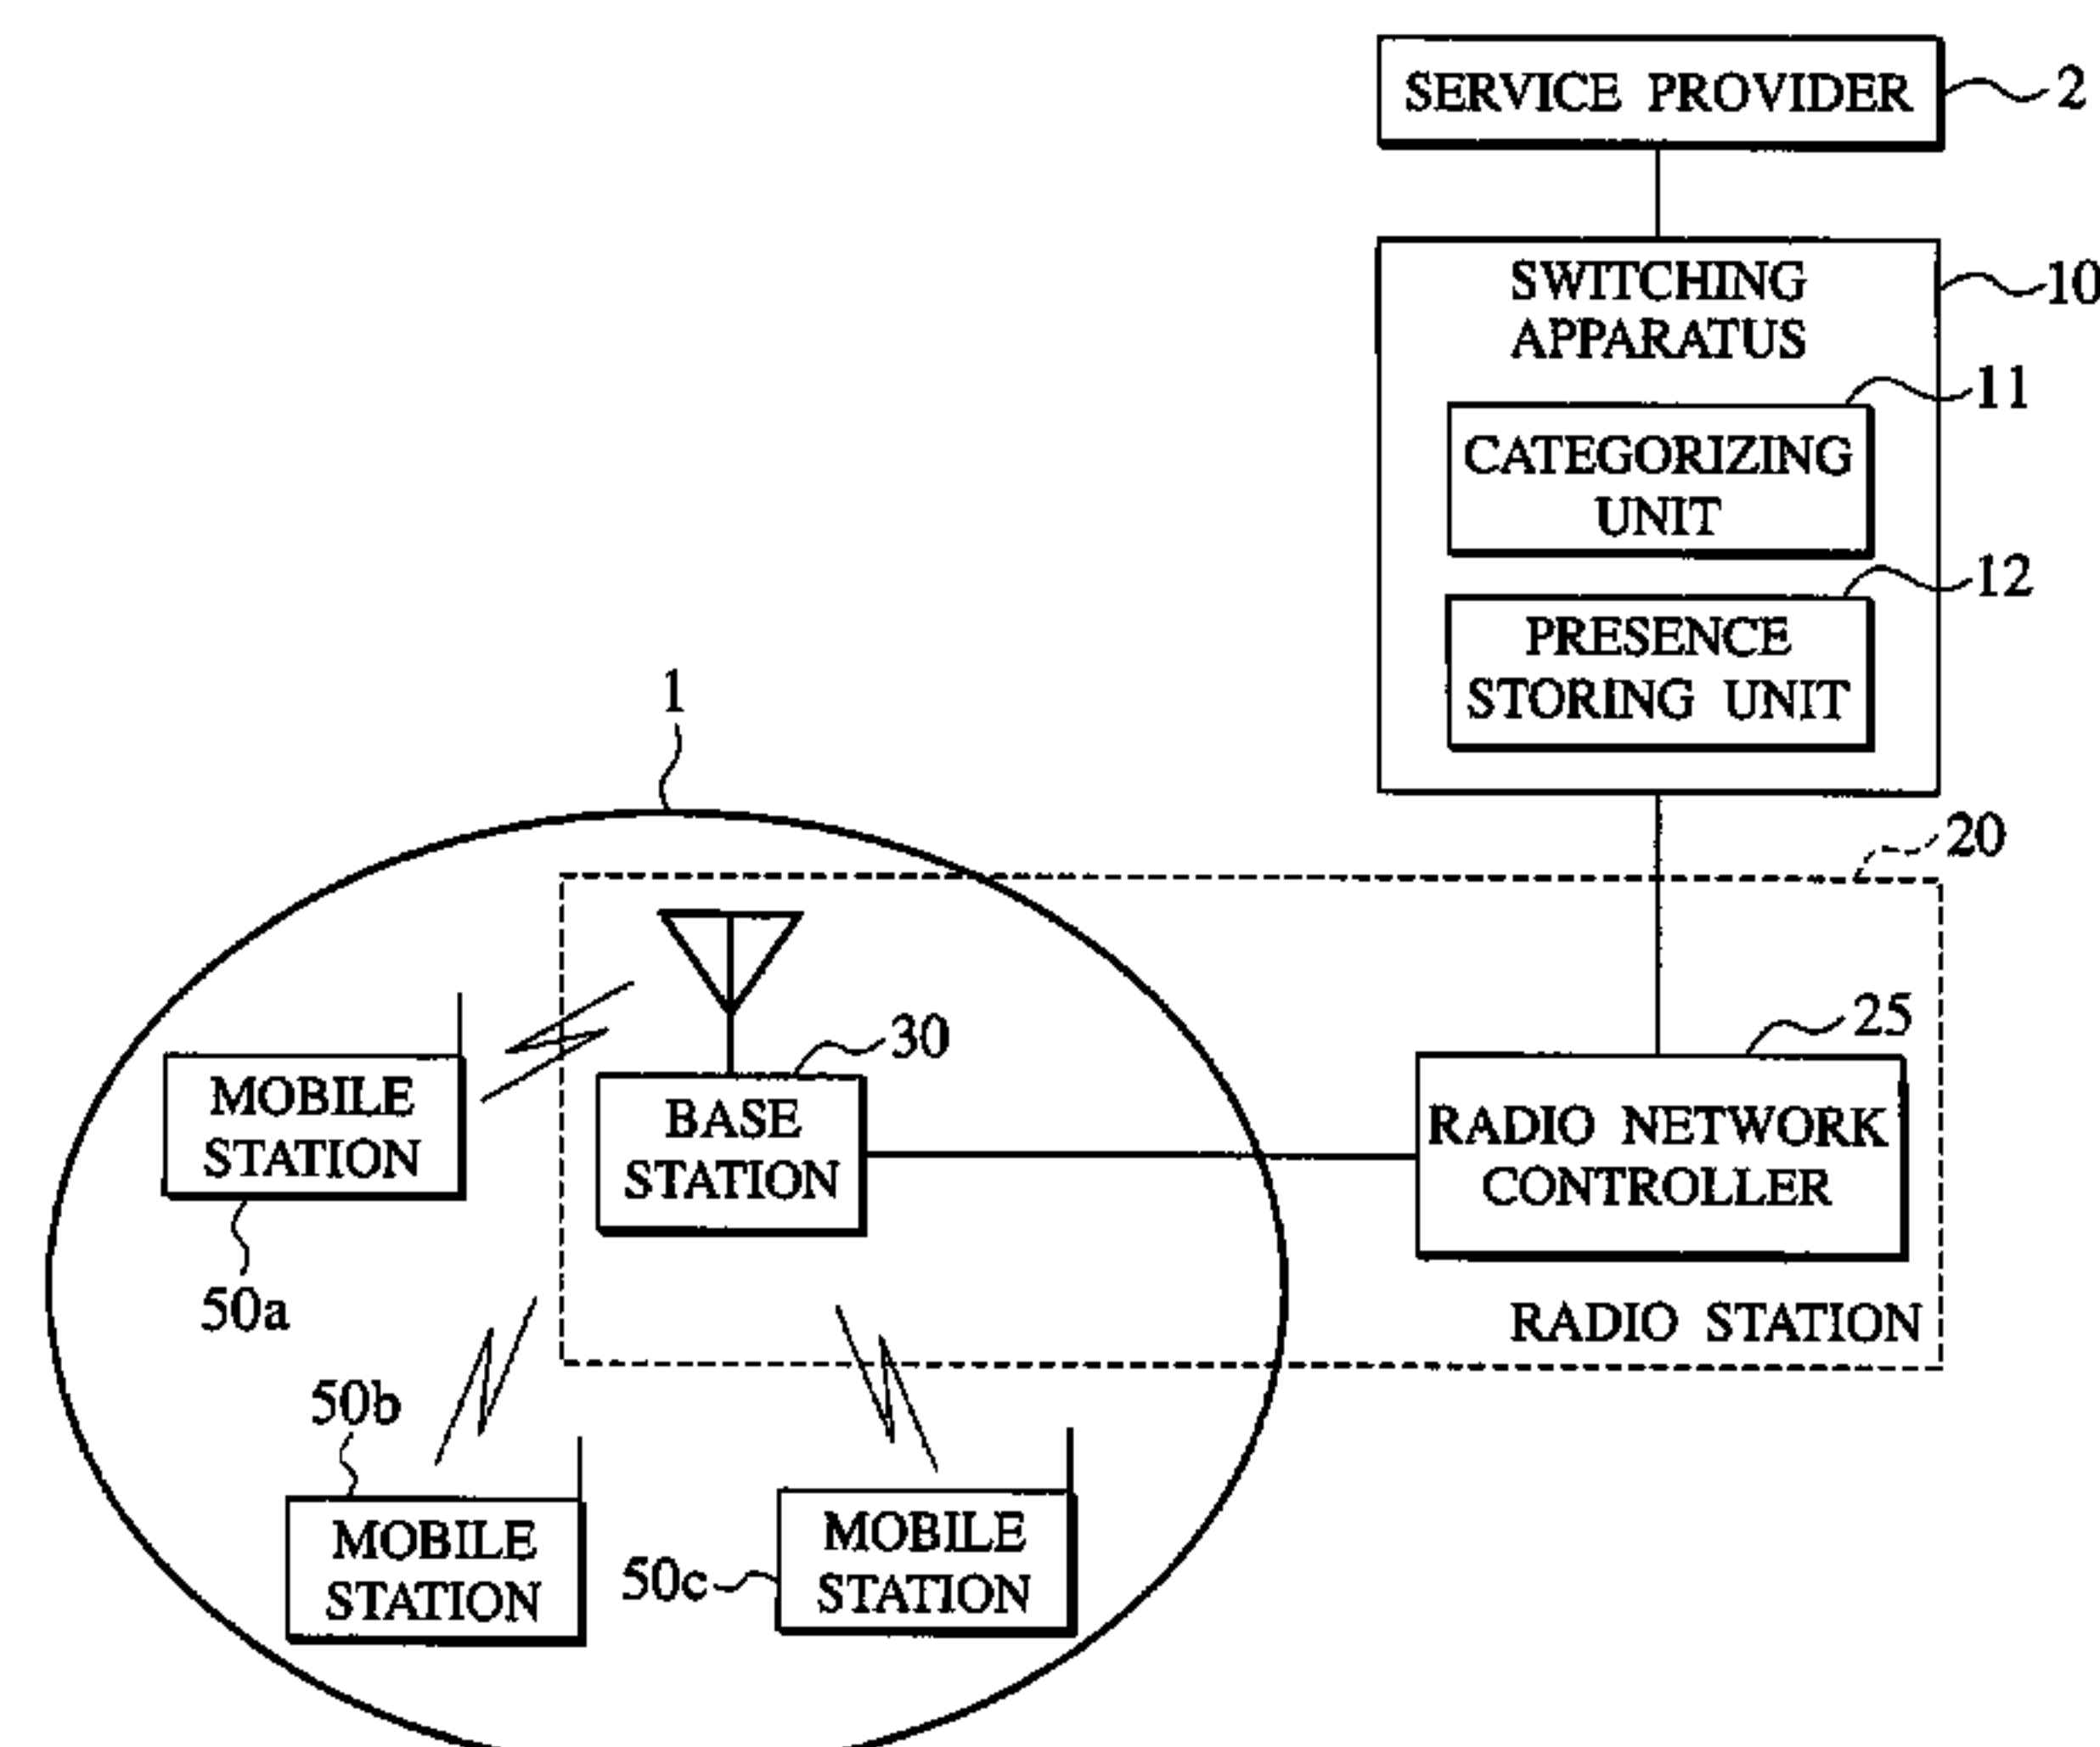 SERVICE PROVIDER
2
SWITCHING
APPARATUS
10
11
CATEGORIZING
UNIT
12
PRESENCE
STORING UNIT
1
20
30
25
MOBILE
STATION
BASE
STATION
RADIO NETWORK
CONTROLLER
50a
RADIO STATION
50b
MOBILE
STATION
50c
MOBILE
STATION